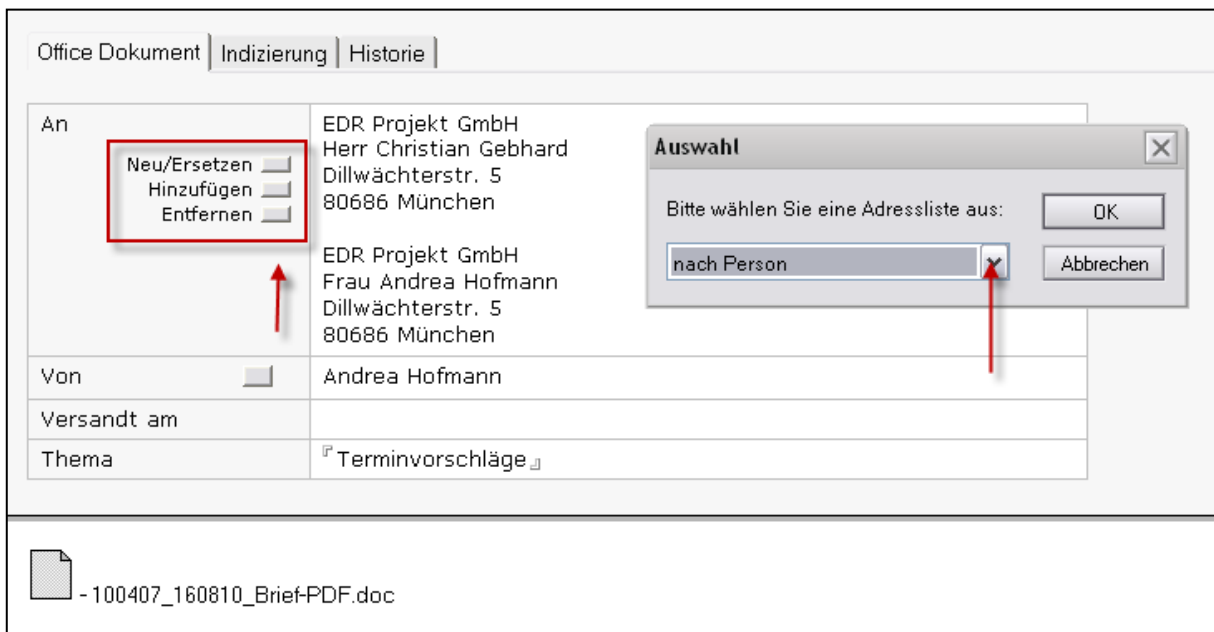 Office Dokument
Indizierung
Historie
An
Neu/Ersetzen
Hinzufügen
Entfernen
EDR Projekt GmbH
Herr Christian Gebhard
Dillwächterstr. 5
80686 München
EDR Projekt GmbH
Frau Andrea Hofmann
Dillwächterstr. 5
80686 München
Auswahl
Bitte wählen Sie eine Adressliste aus:
OK
nach Person
Abbrechen
Von
Andrea Hofmann
Versandt am
Thema
Terminvorschläge
- 100407_160810_Brief-PDF.doc